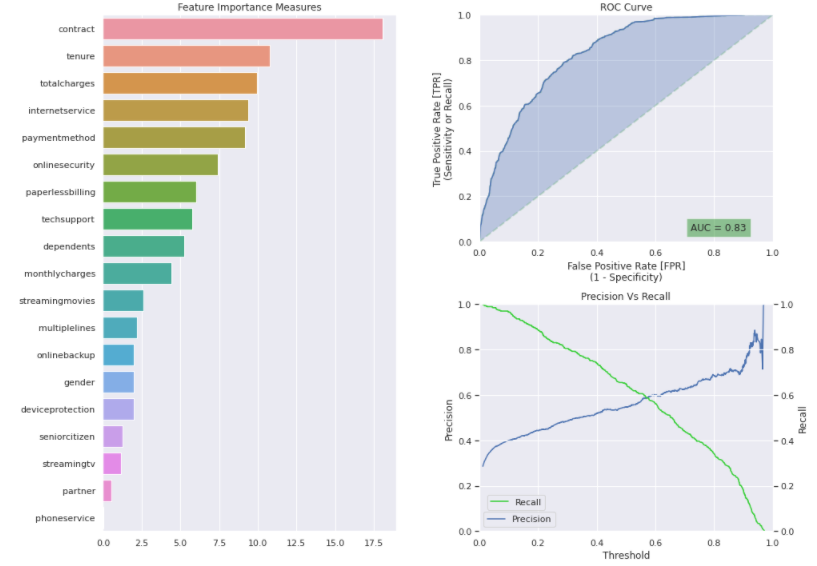 Feature Importance Measures
contract
tenure
totalcharges
internetservice
paymentmethod
onlinesecurity
paperlessbilling
techsupport
dependents
monthlycharges
streamingmovies
multiplelines
onlinebackup
gender
deviceprotection
seniorcitizen
streamingtv
partner
phoneservice
0.0 2.5 5.0 7.5 10.0 12.5 15.0 17.5
ROC Curve
True Positive Rate [TPR]
(Sensitivity or Recall)
1.0
0.8
0.6
0.4
0.2
0.0
AUC = 0.83
0.0 0.2 0.4 0.6 0.8 1.0
False Positive Rate [FPR]
(1 - Specificity)
Precision Vs Recall
Precision
1.0
0.8
0.6
0.4
0.2
0.0
Recall
Precision
1.0
0.8
0.6
0.4
0.2
0.0
Recall
0.0 0.2 0.4 0.6 0.8 1.0
Threshold